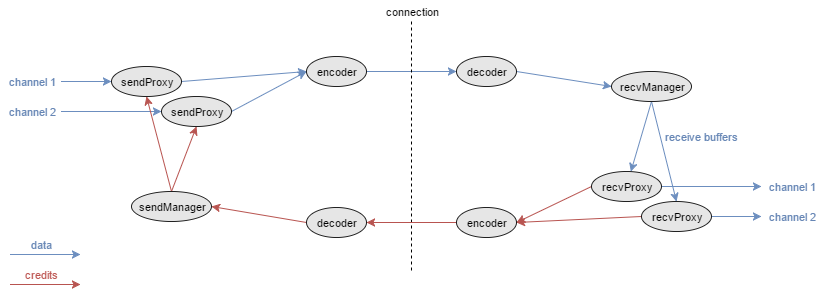 connection
channel 1
sendProxy
encoder
decoder
recvManager
channel 2
sendProxy
receive buffers
recvProxy
channel 1
sendManager
decoder
encoder
recvProxy
channel 2
data
credits